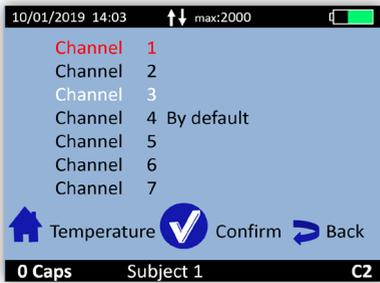 10/01/2019 14:03 max:2000
Channel 1
Channel 2
Channel 3
Channel 4 By default
Channel 5
Channel 6
Channel 7
Temperature Confirm Back
0 Caps Subject 1 C2